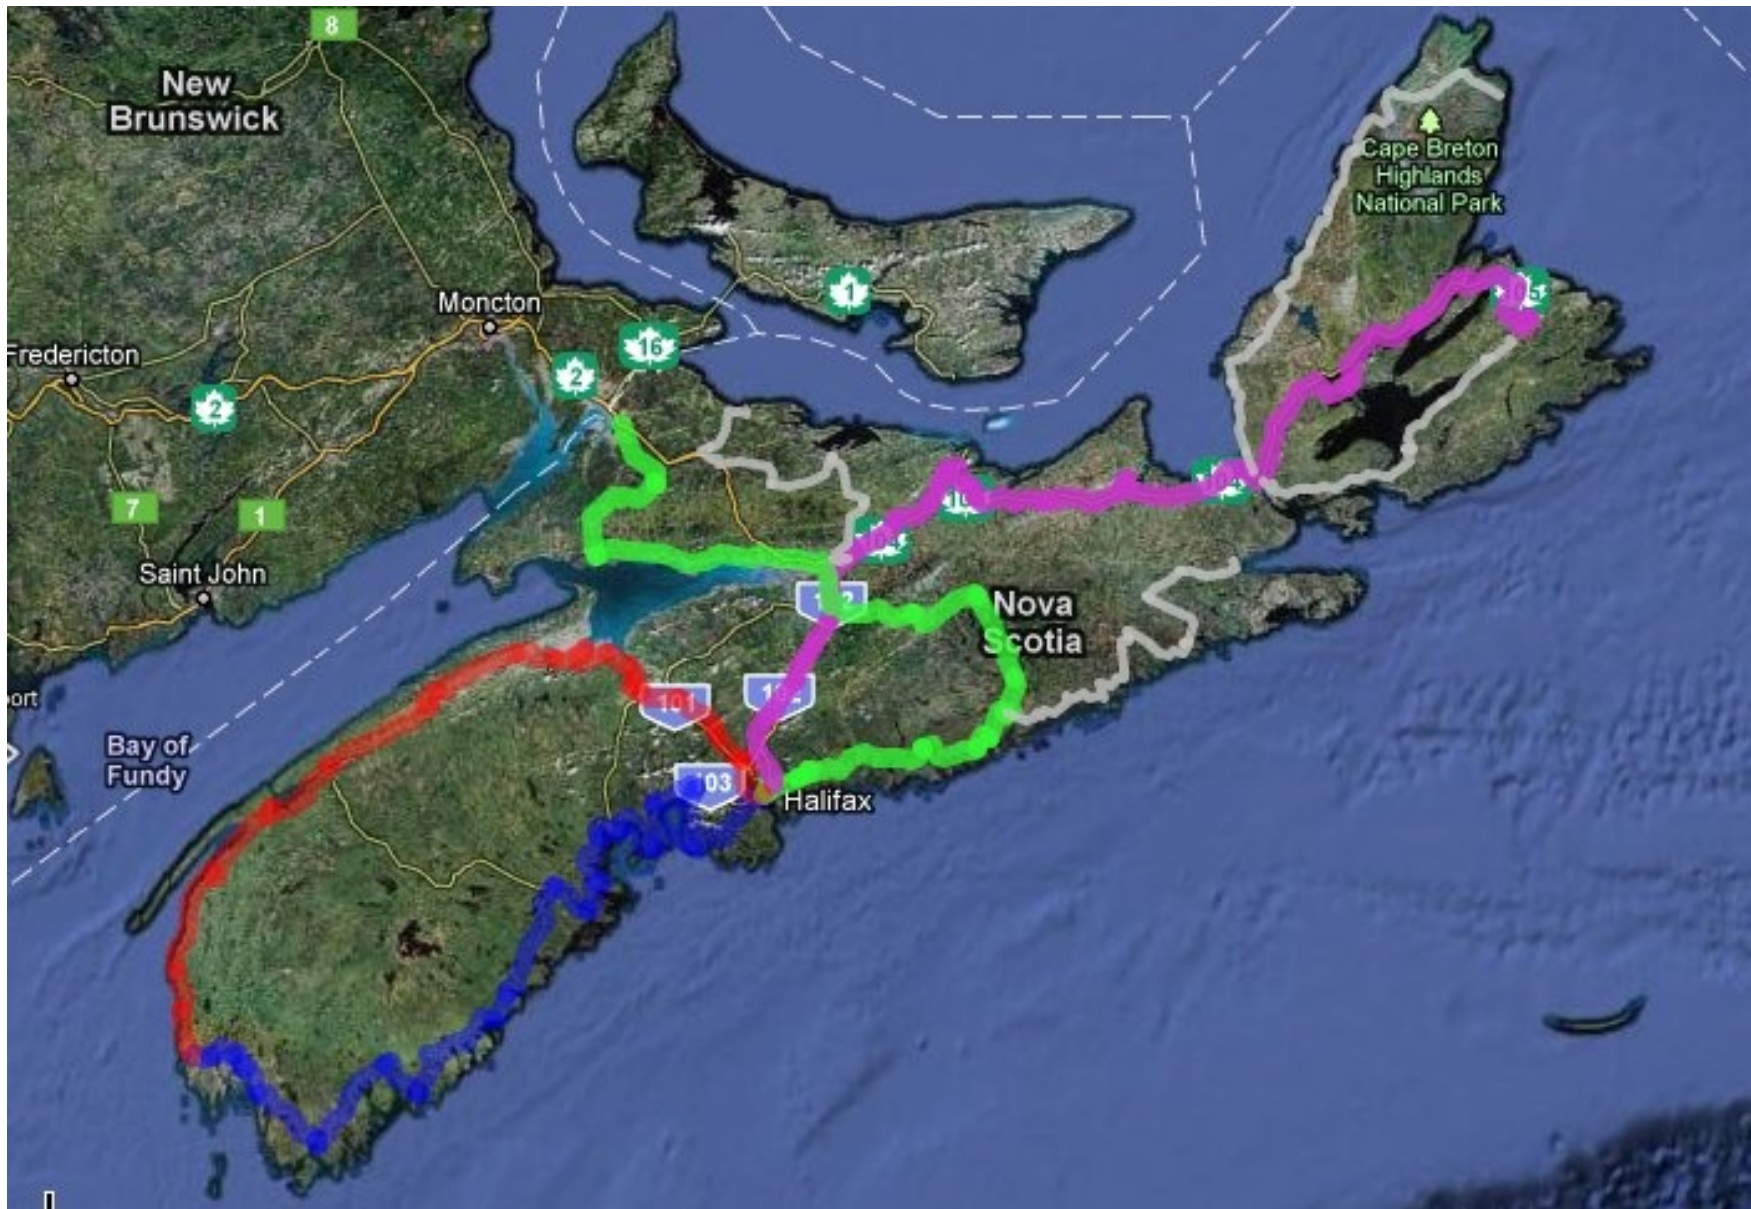 8
New
Brunswick
Cape Breton
Highlands
National Park
1
Moncton
16
Fredericton
2
2
104
7
1
Saint John
Nova
Scotia
101
Bay of
Fundy
103
Halifax